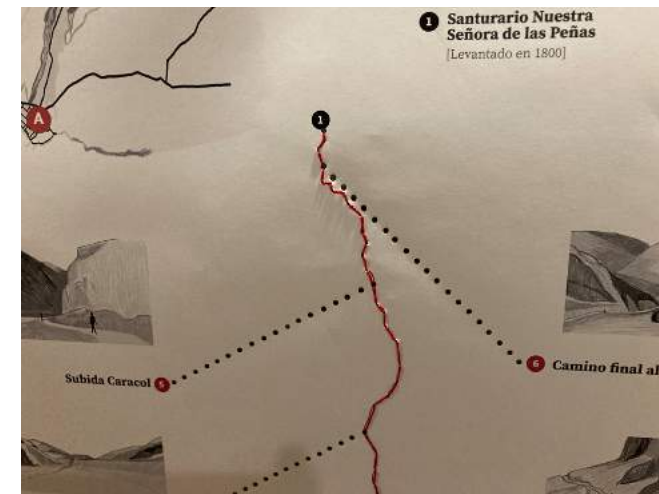 1 Santurario Nuestra
Señora de las Peñas
[Levantado en 1800]
A
1
Subida Caracol 5
6 Camino final al